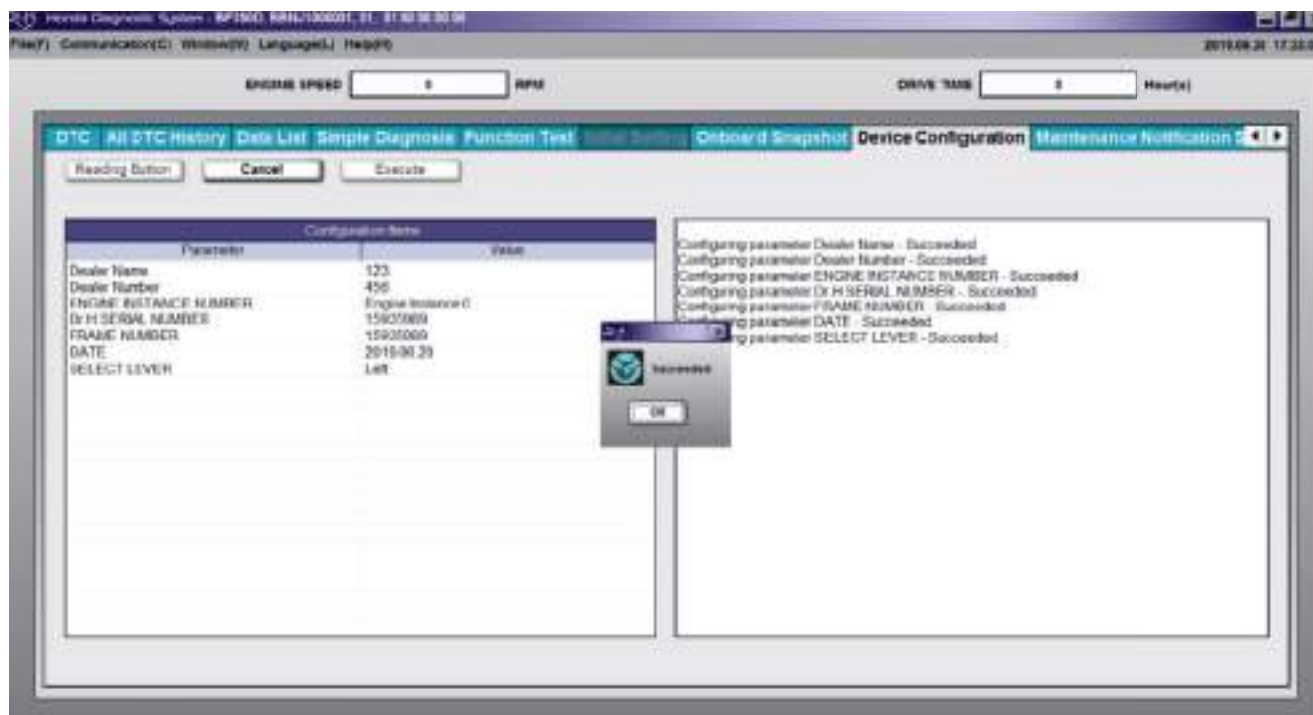 Honda Diagnostic System - BF350D,
File(F) Communication(C) Window(W) Language(L) Help(H)
ENGINE SPEED 0 RPM
DRIVE TIME 0 Hour(s)
DTC All DTC History Data List Simple Diagnosis Function Test Onboard Snapshot Device Configuration Maintenance Notification
Reading Button Cancel Execute
Configuration Items
Parameter Value
Dealer Name 123
Dealer Number 456
ENGINE INSTANCE NUMBER Engine Instance 0
Dr H SERIAL NUMBER
FRAME NUMBER
DATE
SELECT LEVER Left
Configuring parameter Dealer Name - Succeeded
Configuring parameter Dealer Number - Succeeded
Configuring parameter ENGINE INSTANCE NUMBER - Succeeded
Configuring parameter Dr H SERIAL NUMBER - Succeeded
Configuring parameter FRAME NUMBER - Succeeded
parameter DATE - Succeeded
parameter SELECT LEVER - Succeeded
Succeeded
OK